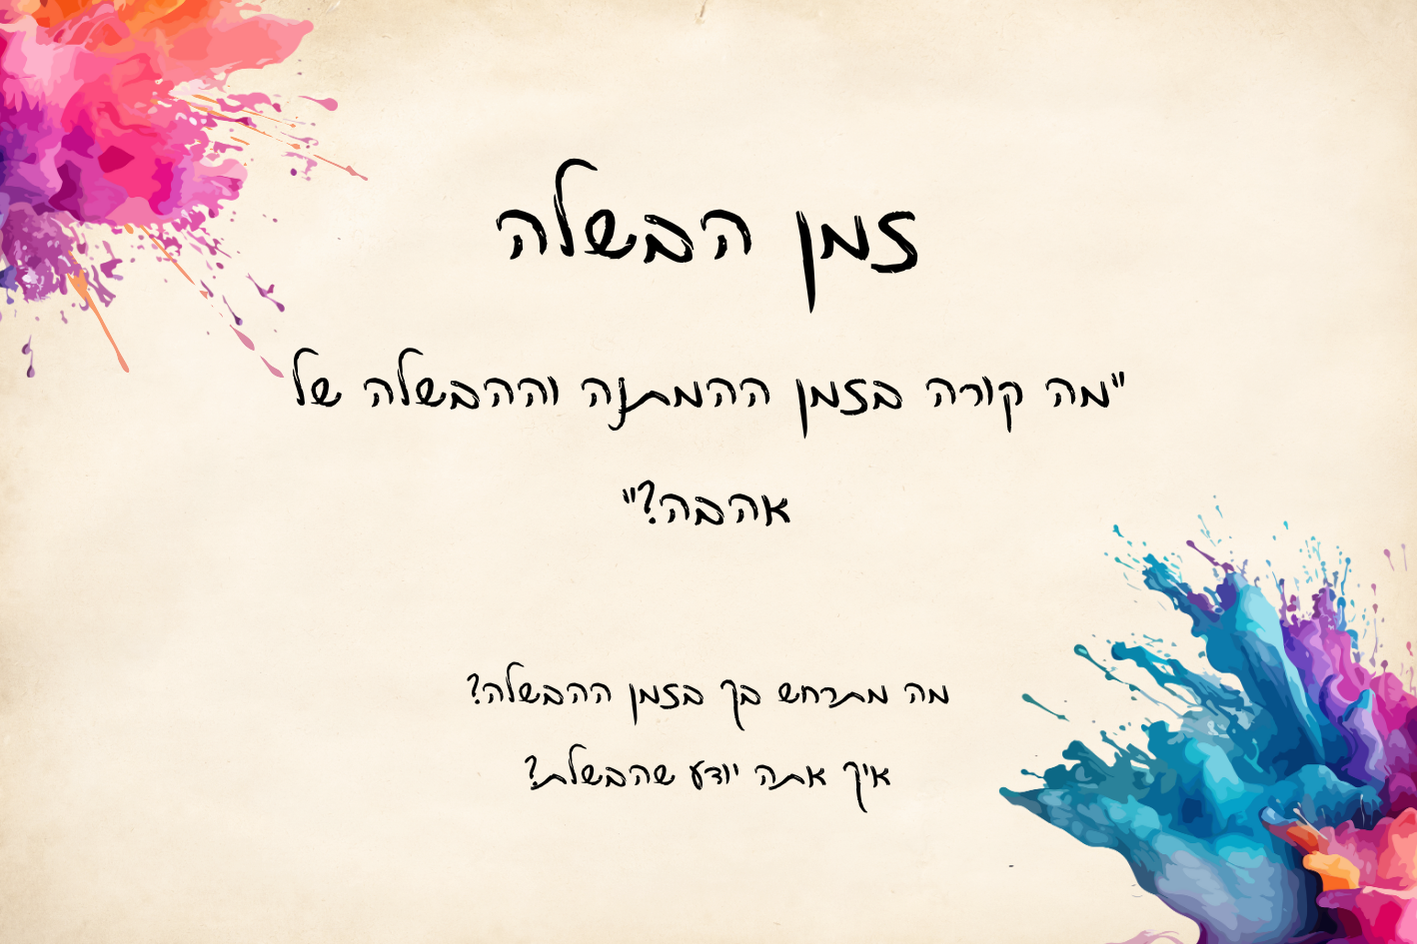 זמן הבשלה
"מה קורה בזמן ההמתנה וההבשלה של
אהבה?"
מה מתרחש בך בזמן ההבשלה?
איך אתה יודע שהבשלת?